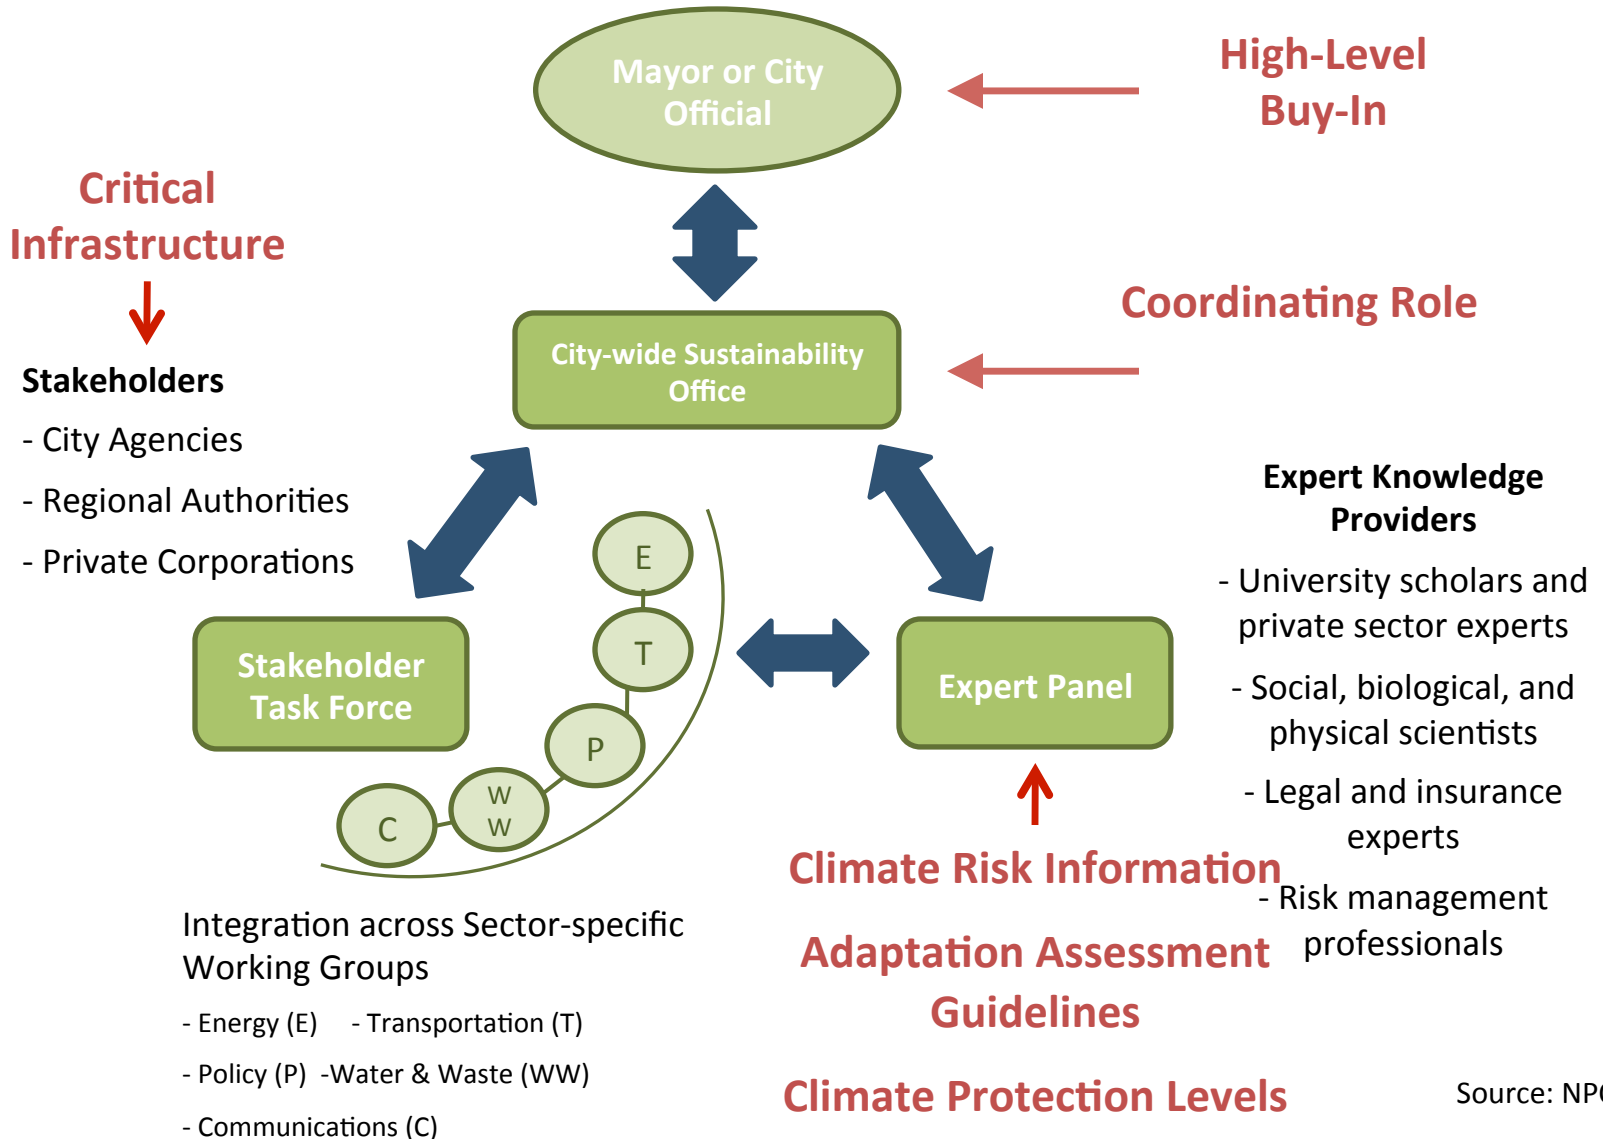 Mayor or City
Official
High-Level
Buy-In
Critical
Infrastructure
Coordinating Role
City-wide Sustainability
Office
Stakeholders
- City Agencies
- Regional Authorities
- Private Corporations
Expert Knowledge
Providers
- University scholars and
private sector experts
- Social, biological, and
physical scientists
- Legal and insurance
experts
- Risk management
professionals
E
T
P
W
W
C
Stakeholder
Task Force
Expert Panel
Climate Risk Information
Adaptation Assessment
Guidelines
Climate Protection Levels
Integration across Sector-specific
Working Groups
- Energy (E) - Transportation (T)
- Policy (P) -Water & Waste (WW)
- Communications (C)
Source: